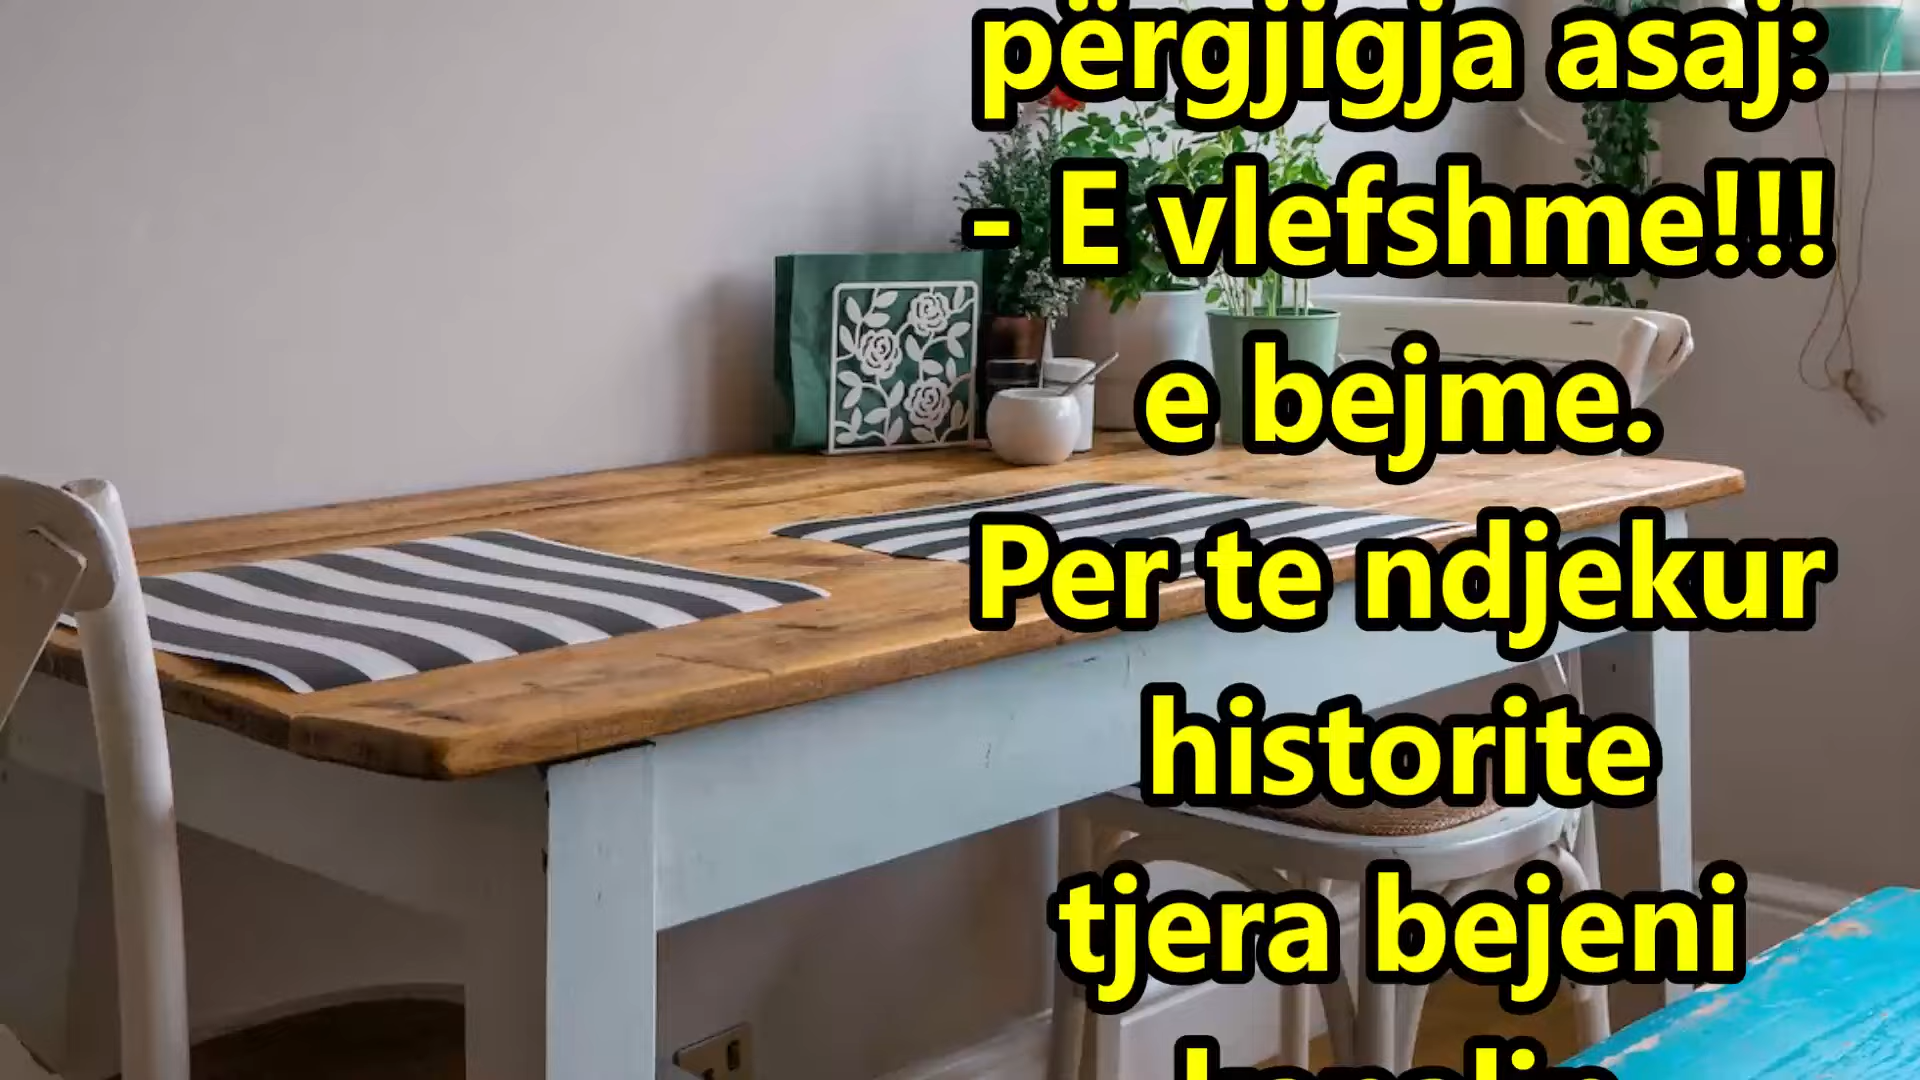 përgjigja asaj:
- E vlefshme!!!
e bejme.
Per te ndjekur
historite
tjera bejeni